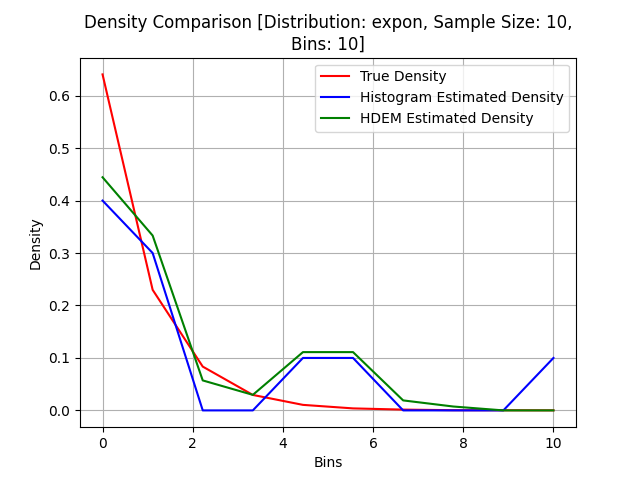 Density Comparison [Distribution: expon, Sample Size: 10,
Bins: 10]
True Density
Histogram Estimated Density
HDEM Estimated Density
Density
0.6
0.5
0.4
0.3
0.2
0.1
0.0
0 2 4 6 8 10
Bins